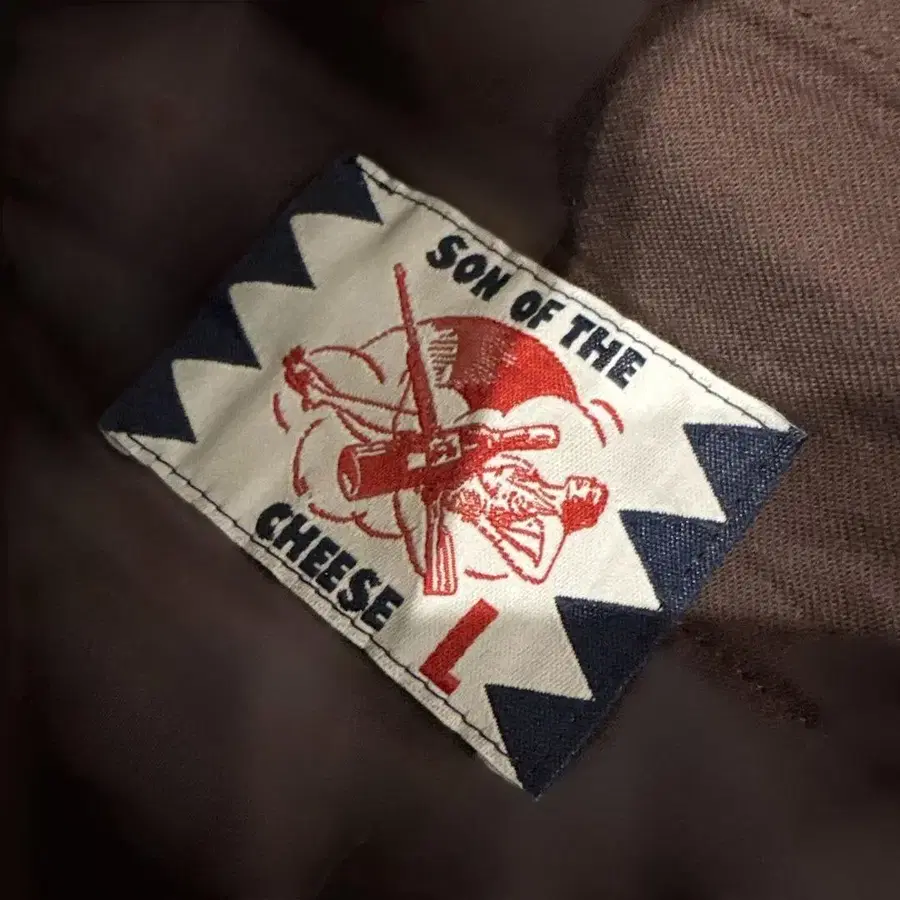 SON OF THE
CHEESE
L